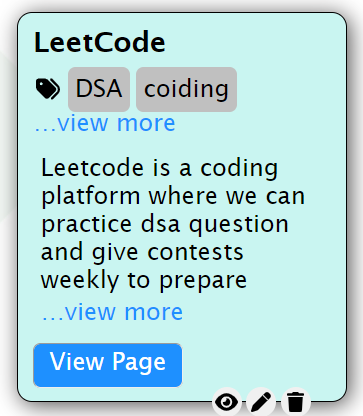 LeetCode
DSA coiding
...view more
Leetcode is a coding
platform where we can
practice dsa question
and give contests
weekly to prepare
...view more
View Page